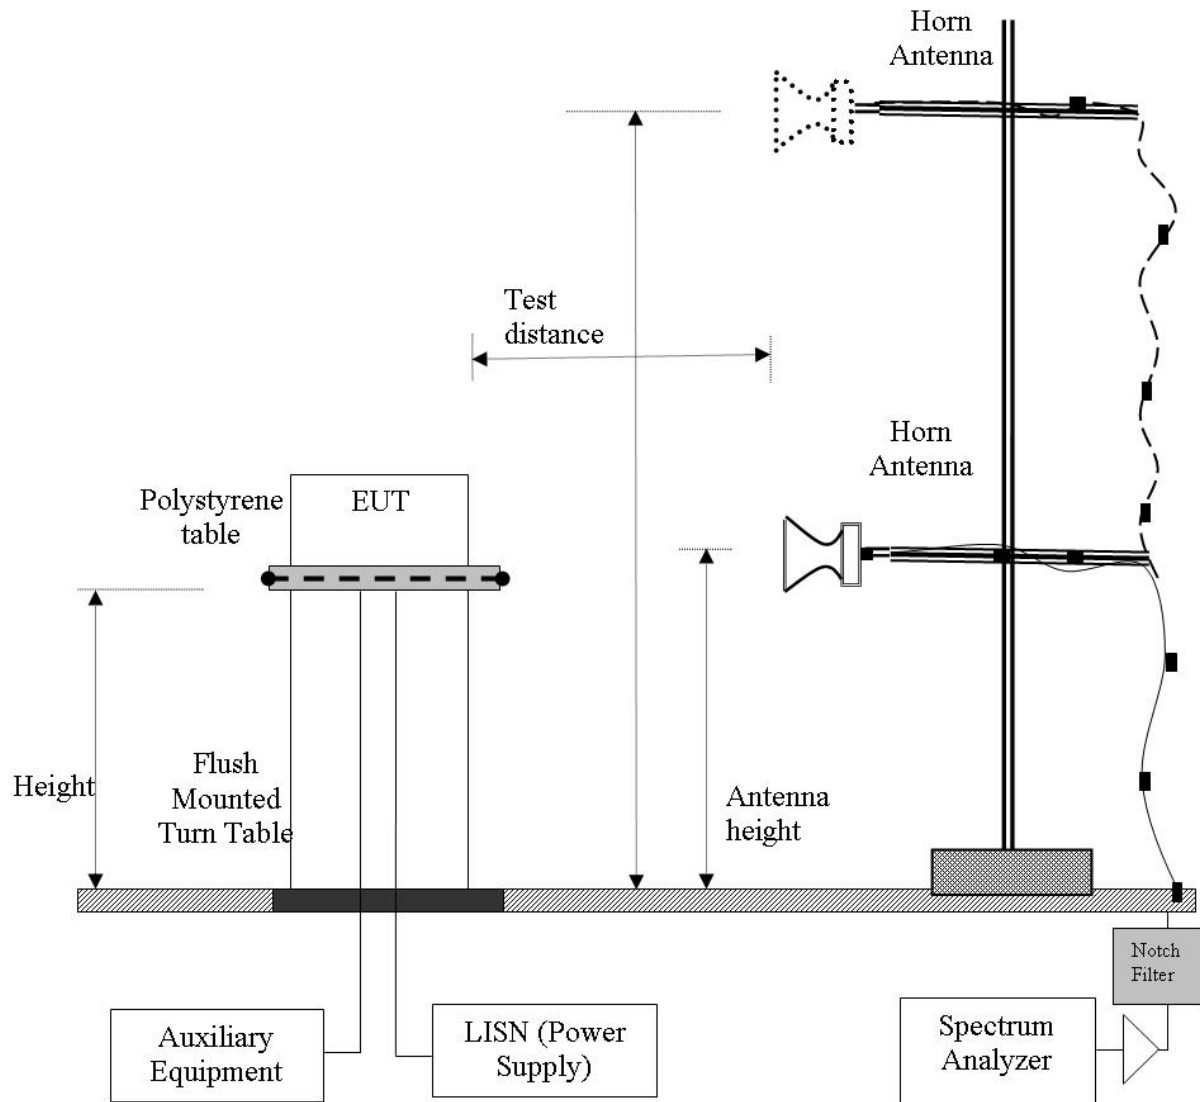 Horn
Antenna
Test
distance
Horn
Antenna
Polystyrene
table
EUT
Height
Flush
Mounted
Turn Table
Antenna
height
Notch
Filter
Auxiliary
Equipment
LISN (Power
Supply)
Spectrum
Analyzer